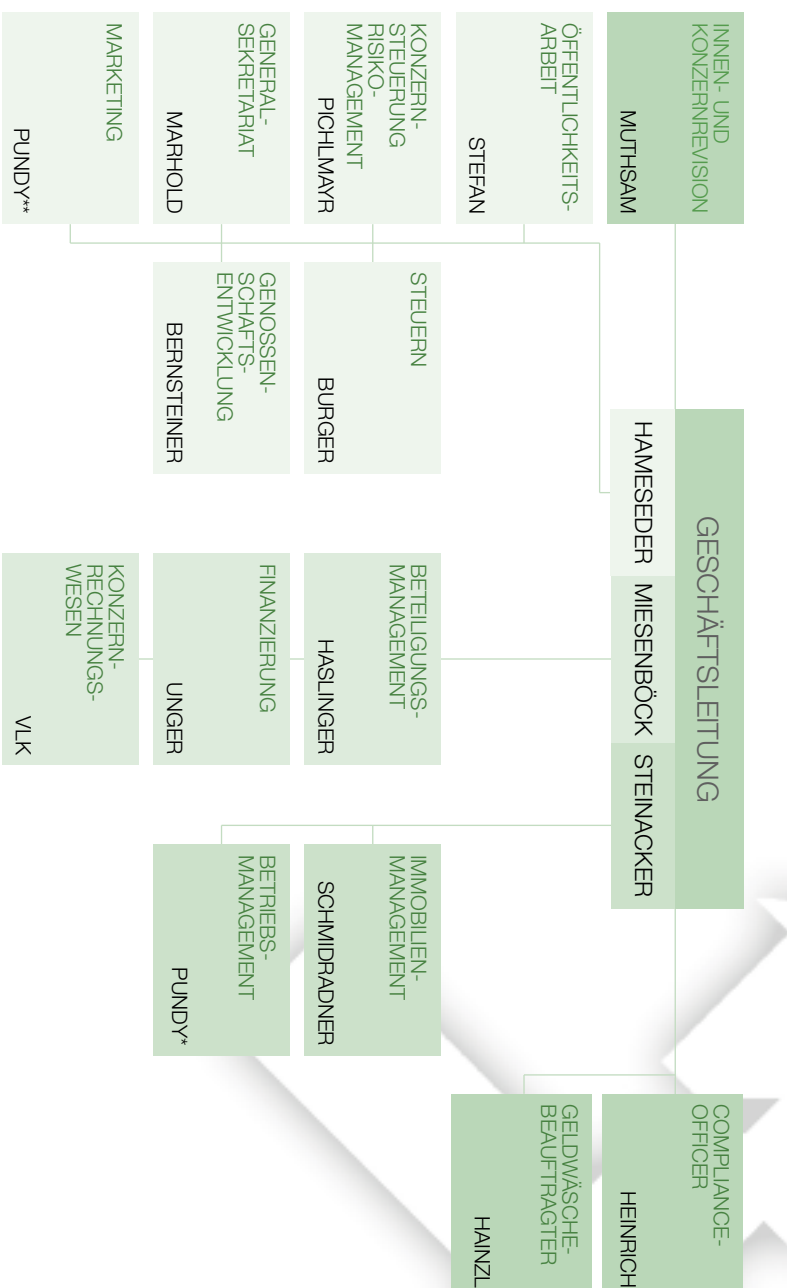 GESCHÄFTSLEITUNG
HAMESEDER
MIESENBÖCK
STEINACKER
INNEN- UND
KONZERNREVISION
MUTHSAM
COMPLIANCE-
OFFICER
HEINRICH
GELDWÄSCHE-
BEAUFTRAGTER
HAINZL
ÖFFENTLICHKEITS-
ARBEIT
STEFAN
KONZERN-
STEUERUNG
RISIKO-
MANAGEMENT
PICHLMAYR
STEUERN
BURGER
GENERAL-
SEKRETARIAT
MARHOLD
GENOSSEN-
SCHAFTS-
ENTWICKLUNG
BERNSTEINER
MARKETING
PUNDY**
BETEILIGUNGS-
MANAGEMENT
HASLINGER
FINANZIERUNG
UNGER
KONZERN-
RECHNUNGS-
WESEN
VLK
IMMOBILIEN-
MANAGEMENT
SCHMIDRADNER
BETRIEBS-
MANAGEMENT
PUNDY*